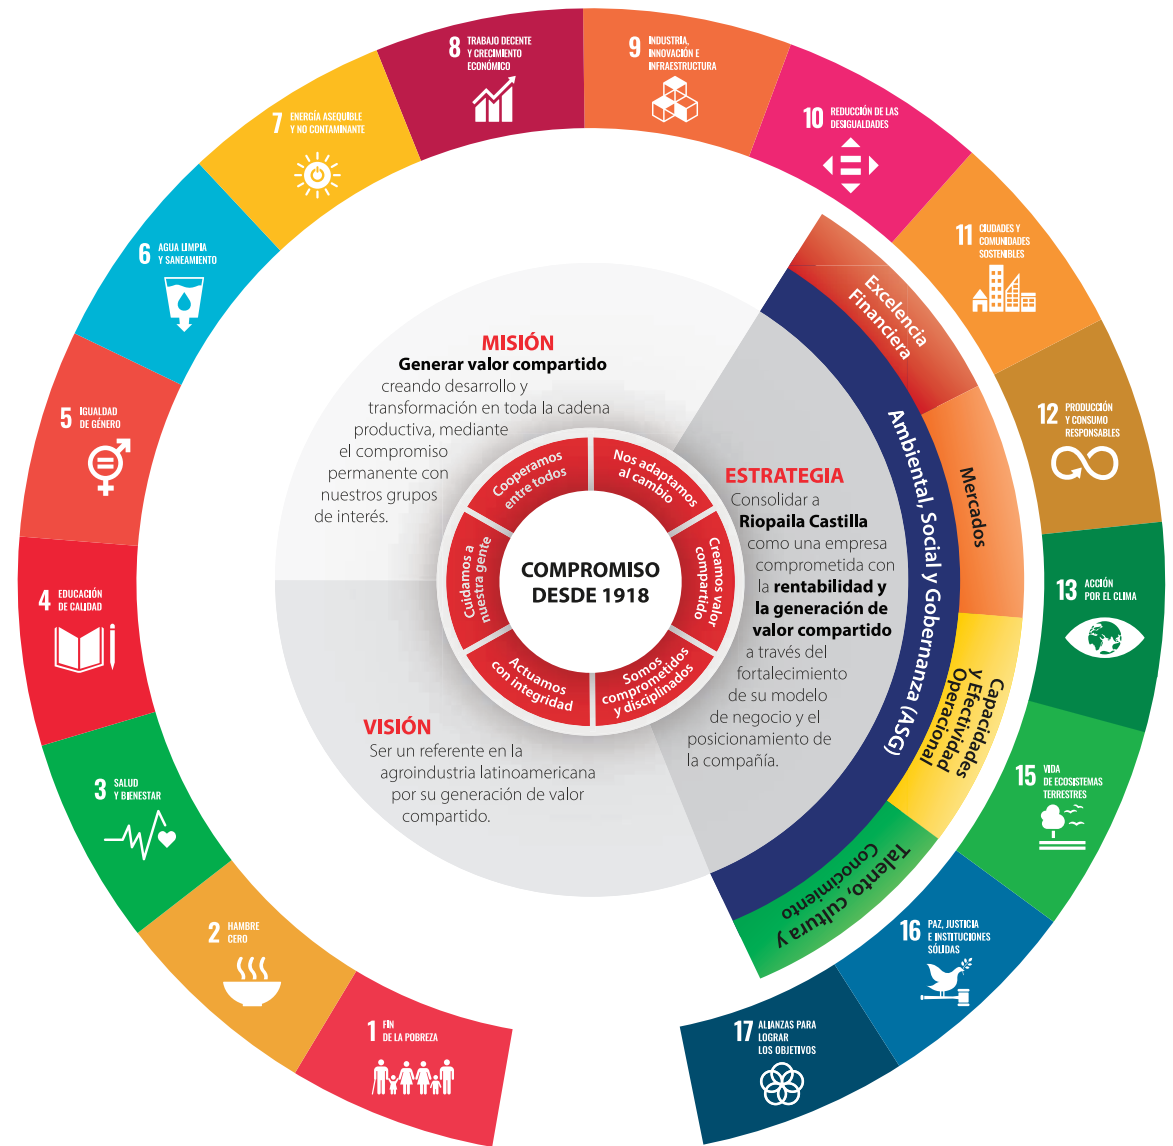 8 TRABAJO DECENTE
Y CRECIMIENTO
ECONÓMICO
9 INDUSTRIA,
INNOVACIÓN E
INFRAESTRUCTURA
7 ENERGÍA ASEQUIBLE
Y NO CONTAMINANTE
10 REDUCCIÓN DE LAS
DESIGUALDADES
6 AGUA LIMPIA
Y SANEAMIENTO
11 CIUDADES Y
COMUNIDADES
SOSTENIBLES
5 IGUALDAD
DE GÉNERO
12 PRODUCCIÓN
Y CONSUMO
RESPONSABLES
4 EDUCACIÓN
DE CALIDAD
13 ACCIÓN
POR EL CLIMA
3 SALUD
Y BIENESTAR
15 VIDA
DE ECOSISTEMAS
TERRESTRES
2 HAMBRE
CERO
16 PAZ, JUSTICIA
E INSTITUCIONES
SÓLIDAS
1 FIN
DE LA POBREZA
17 ALIANZAS PARA
LOGRAR
LOS OBJETIVOS
MISIÓN
Generar valor compartido
creando desarrollo y
transformación en toda la cadena
productiva, mediante
el compromiso
permanente con
nuestros grupos
de interés.
VISIÓN
Ser un referente en la
agroindustria latinoamericana
por su generación de valor
compartido.
ESTRATEGIA
Consolidar a
Riopaila Castilla
como una empresa
comprometida con
la rentabilidad y
la generación de
valor compartido
a través del
fortalecimiento
de su modelo
de negocio y el
posicionamiento de
la compañía.
COMPROMISO
DESDE 1918
Cooperamos
entre todos
Nos adaptamos
al cambio
Creamos valor
compartido
Somos
comprometidos
y disciplinados
Actuamos
con integridad
Cuidamos a
nuestra gente
Ambiental, Social y Gobernanza (ASG)
Excelencia
Financiera
Mercados
Capacidades
y Efectividad
Operacional
Talento, cultura y
Conocimiento